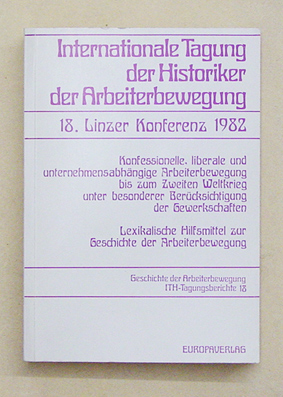 Internationale Tagung
der Historiker
der Arbeiterbewegung
18. Linzer Konferenz 1982
Konfessionelle, liberale und
unternehmensabhängige Arbeiterbewegung
bis zum Zweiten Weltkrieg
unter besonderer Berücksichtigung
der Gewerkschaften
Lexikalische Hilfsmittel zur
Geschichte der Arbeiterbewegung
Geschichte der Arbeiterbewegung
ITH-Tagungsberichte 18
EUROPAVERLAG